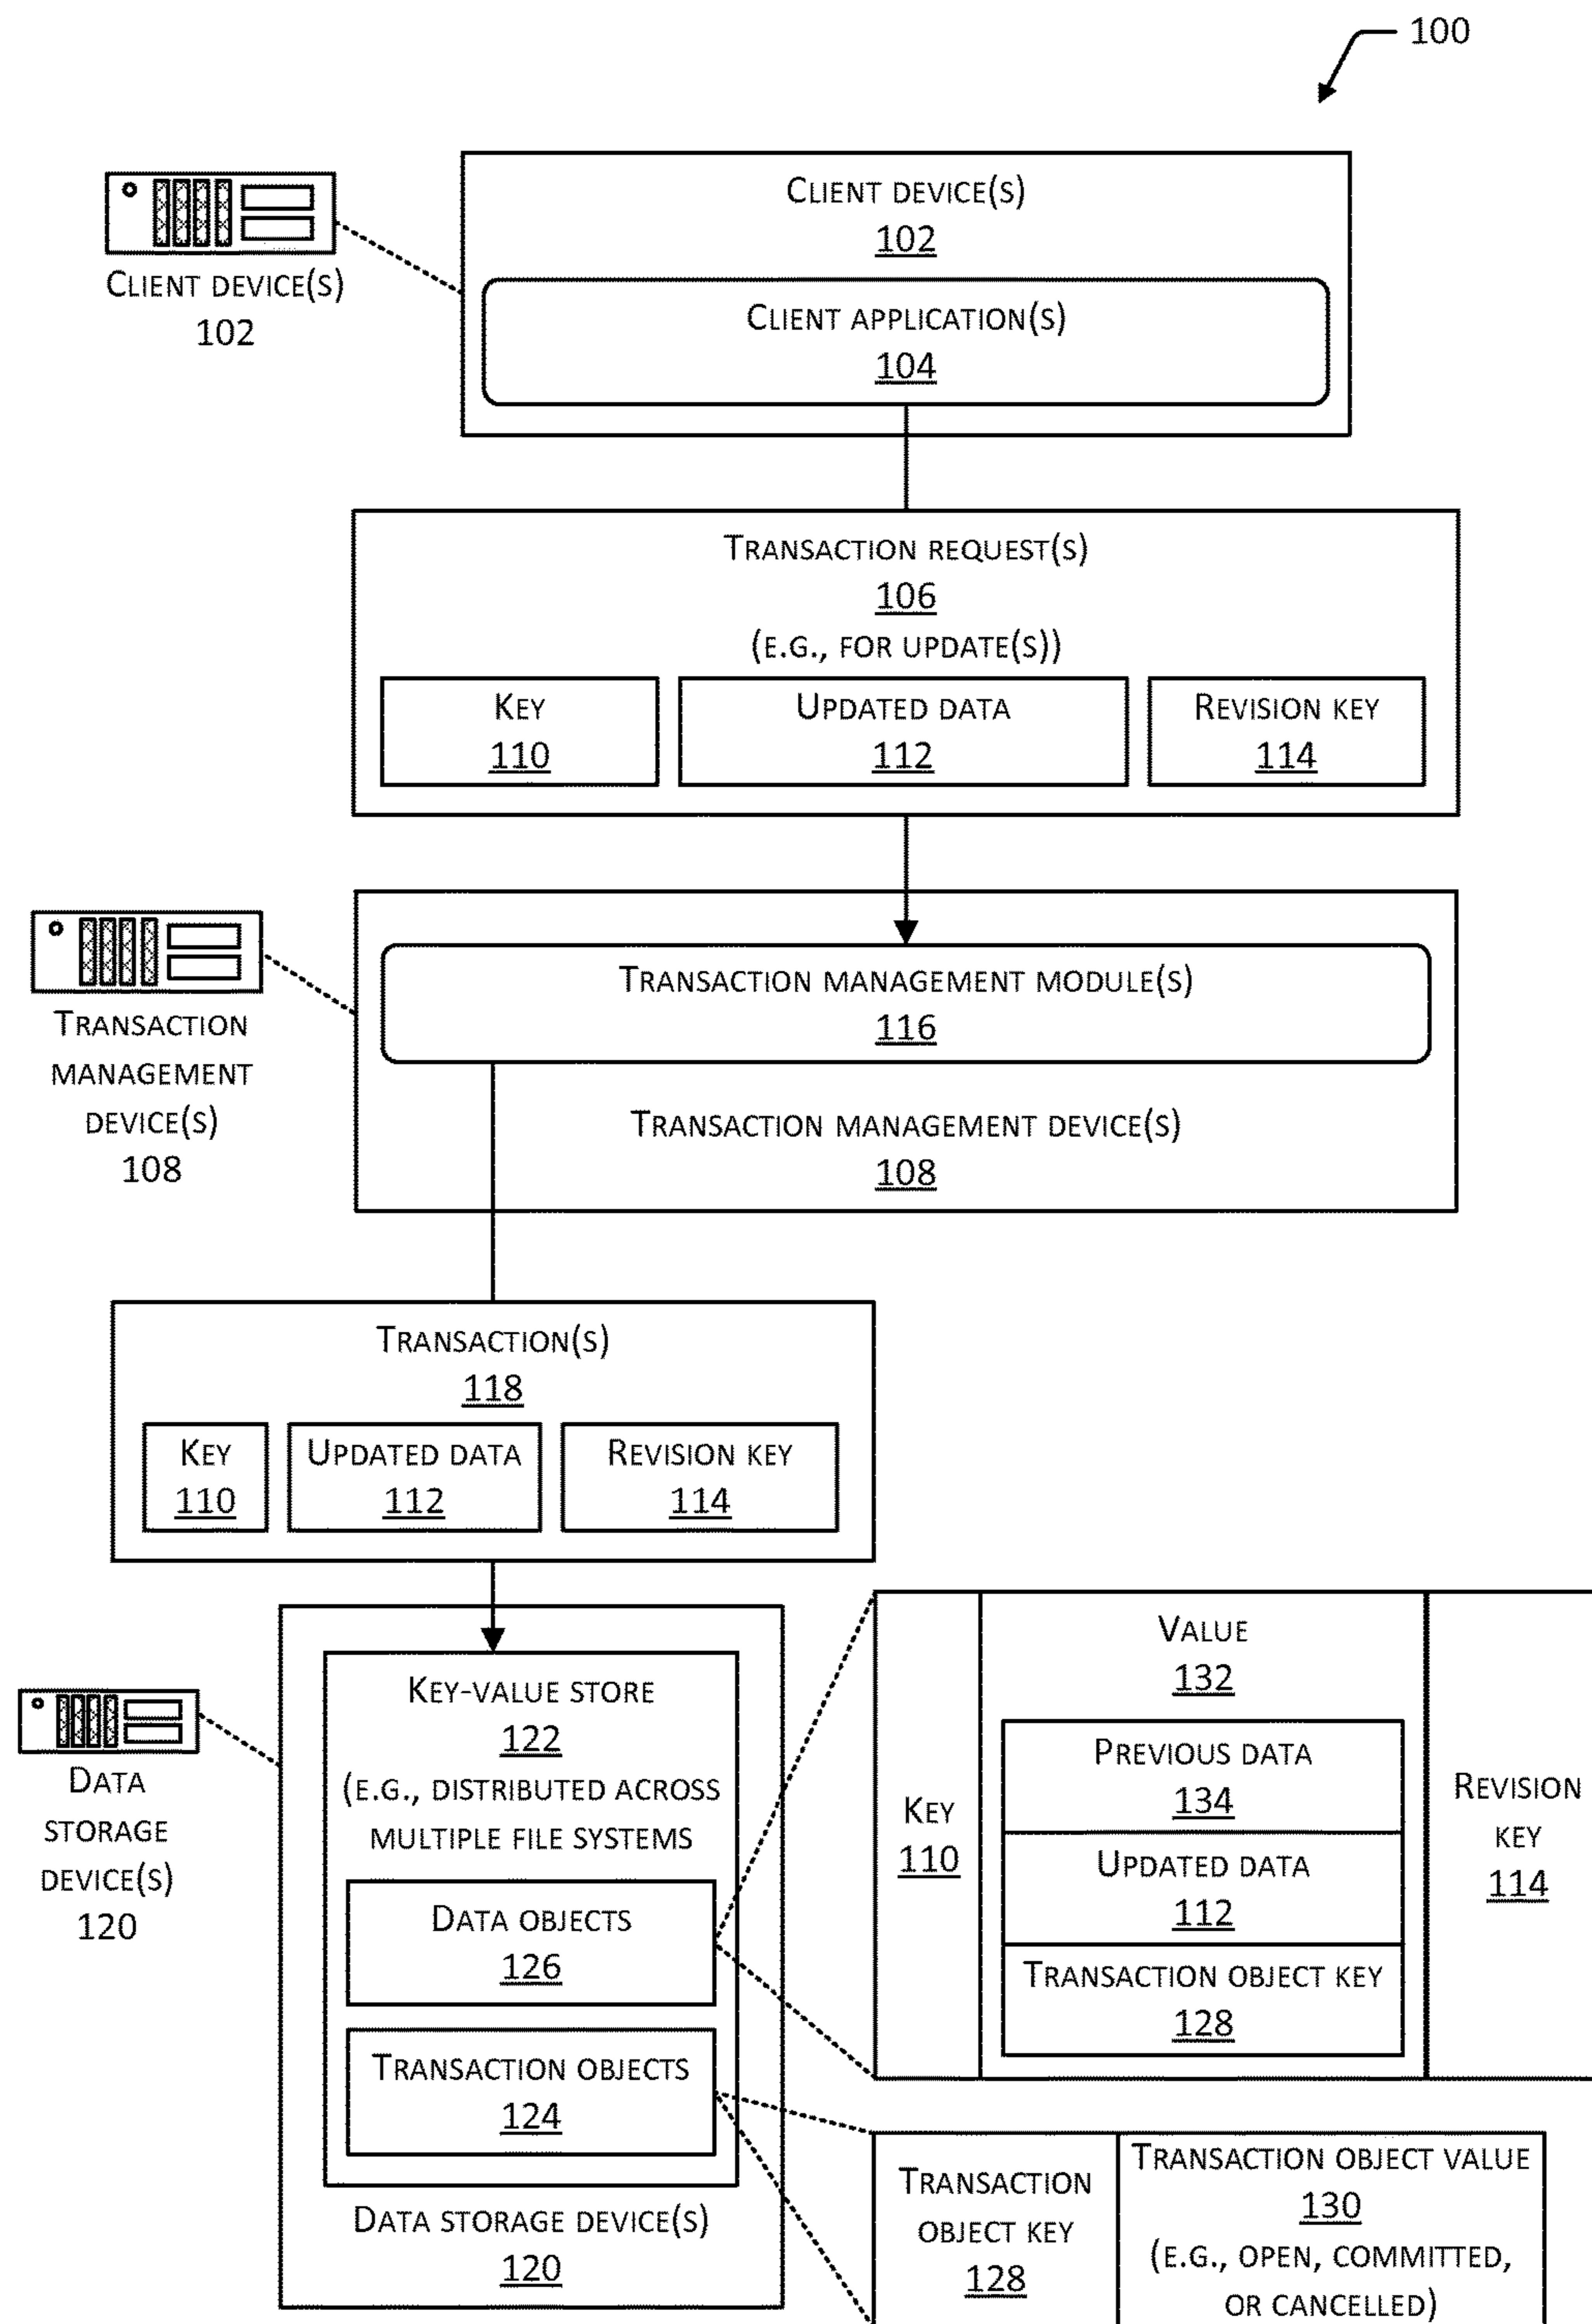 100
CLIENT DEVICE(S)
102
CLIENT DEVICE(S)
102
CLIENT APPLICATION(S)
104
TRANSACTION REQUEST(S)
106
(E.G., FOR UPDATE(S))
KEY
110
UPDATED DATA
112
REVISION KEY
114
TRANSACTION
MANAGEMENT
DEVICE(S)
108
TRANSACTION MANAGEMENT MODULE(S)
116
TRANSACTION MANAGEMENT DEVICE(S)
108
TRANSACTION(S)
118
KEY
110
UPDATED DATA
112
REVISION KEY
114
DATA
STORAGE
DEVICE(S)
120
KEY-VALUE STORE
122
(E.G., DISTRIBUTED ACROSS
MULTIPLE FILE SYSTEMS
DATA OBJECTS
126
TRANSACTION OBJECTS
124
DATA STORAGE DEVICE(S)
120
KEY
110
VALUE
132
PREVIOUS DATA
134
UPDATED DATA
112
TRANSACTION OBJECT KEY
128
REVISION
KEY
114
TRANSACTION
OBJECT KEY
128
TRANSACTION OBJECT VALUE
130
(E.G., OPEN, COMMITTED,
OR CANCELLED)